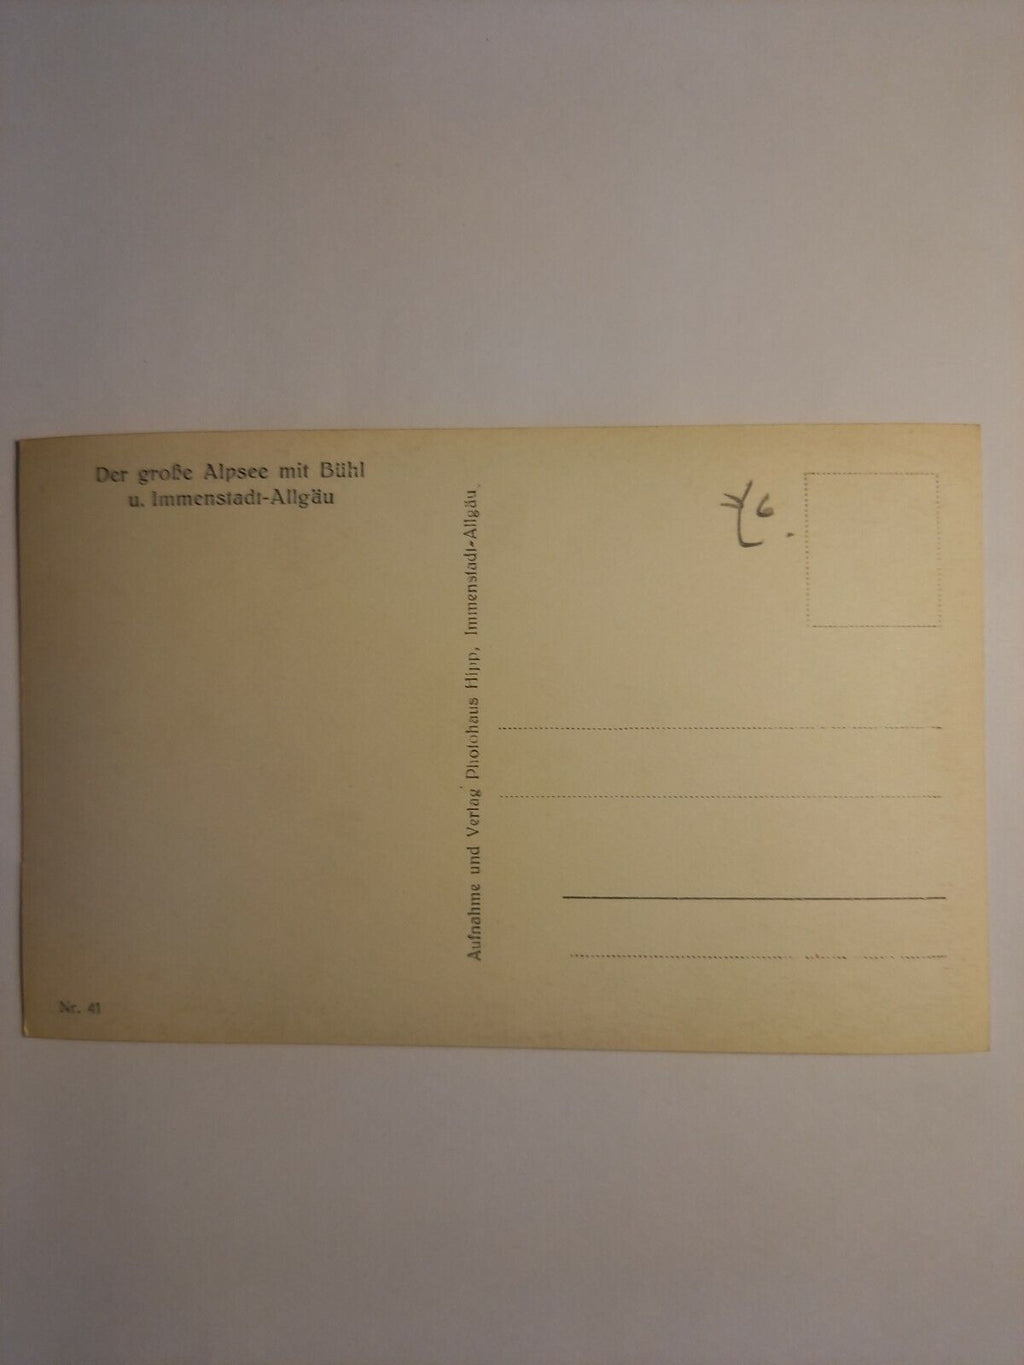 Der große Alpsee mit Bühl
u. Immenstadt-Allgäu
Aufnahme und Verlag Photohaus Hipp, Immenstadt-Allgäu.
Nr. 41